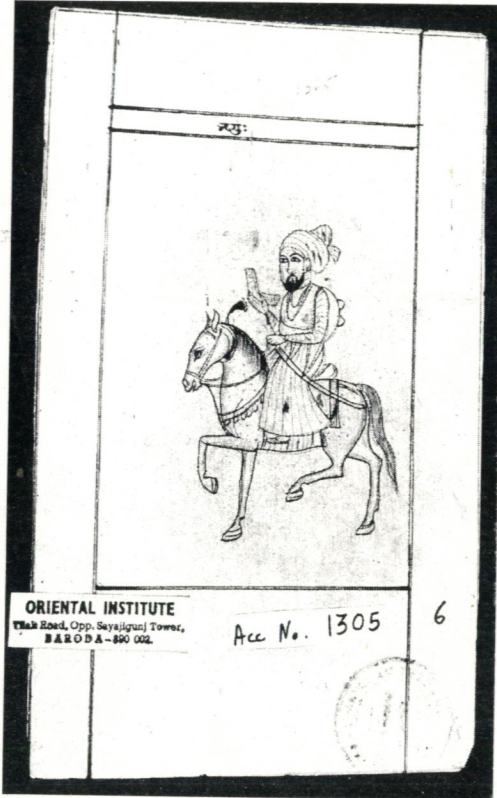 ORIENTAL INSTITUTE
Tilak Road, Opp. Sayajigunj Tower,
BARODA-390 002.
Acc No. 1305
6